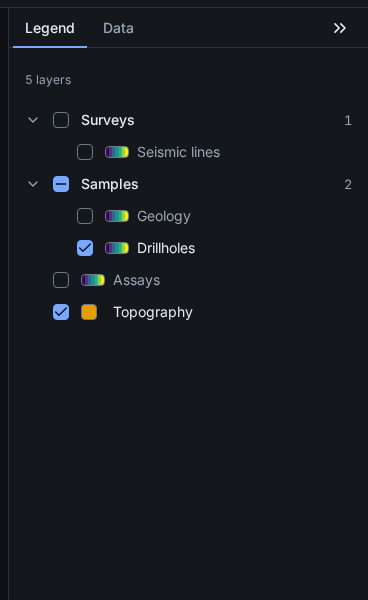 Legend Data
5 layers
Surveys 1
Seismic lines
Samples 2
Geology
Drillholes
Assays
Topography